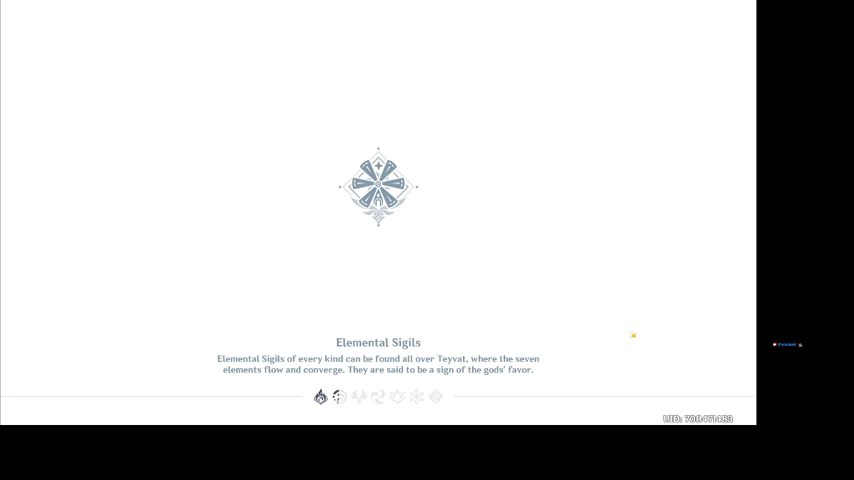 Elemental Sigils
Elemental Sigils of every kind can be found all over Teyvat, where the seven
elements flow and converge. They are said to be a sign of the gods' favor.